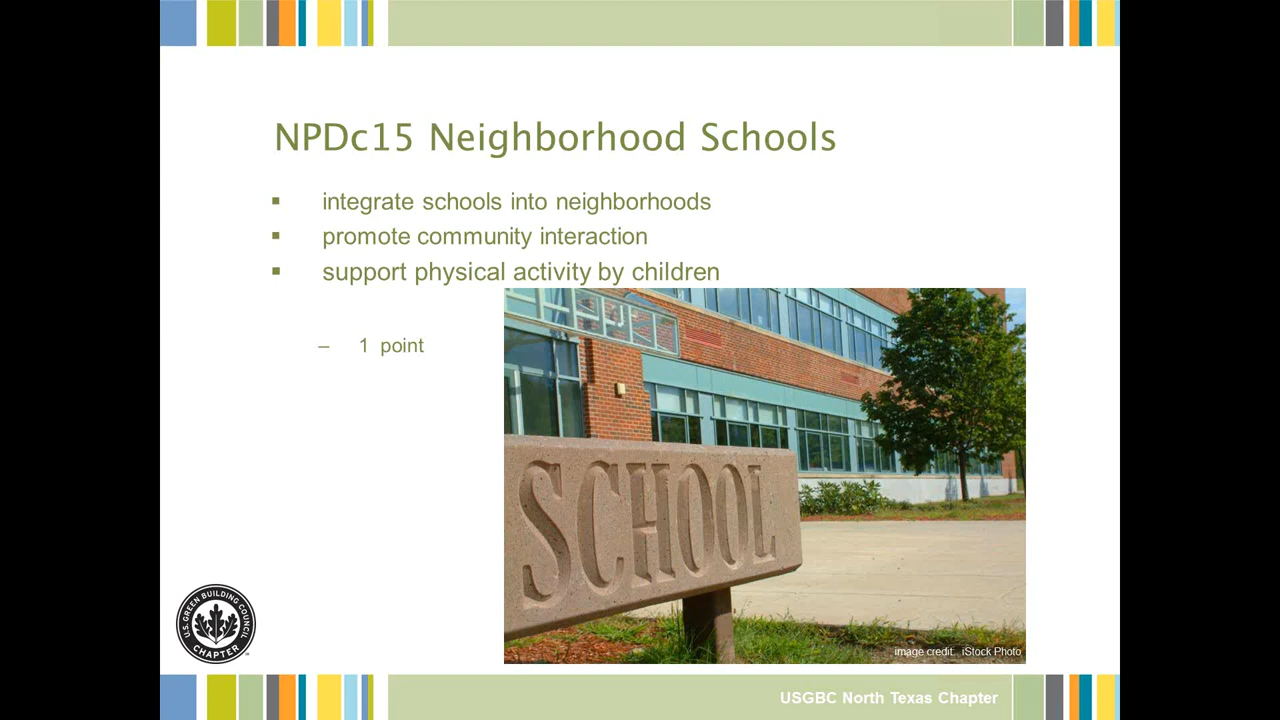 NPDc15 Neighborhood Schools
▪ integrate schools into neighborhoods
▪ promote community interaction
▪ support physical activity by children
– 1 point
SCHOOL
image credit: iStock Photo
U.S. GREEN BUILDING COUNCIL
CHAPTER
USGBC North Texas Chapter